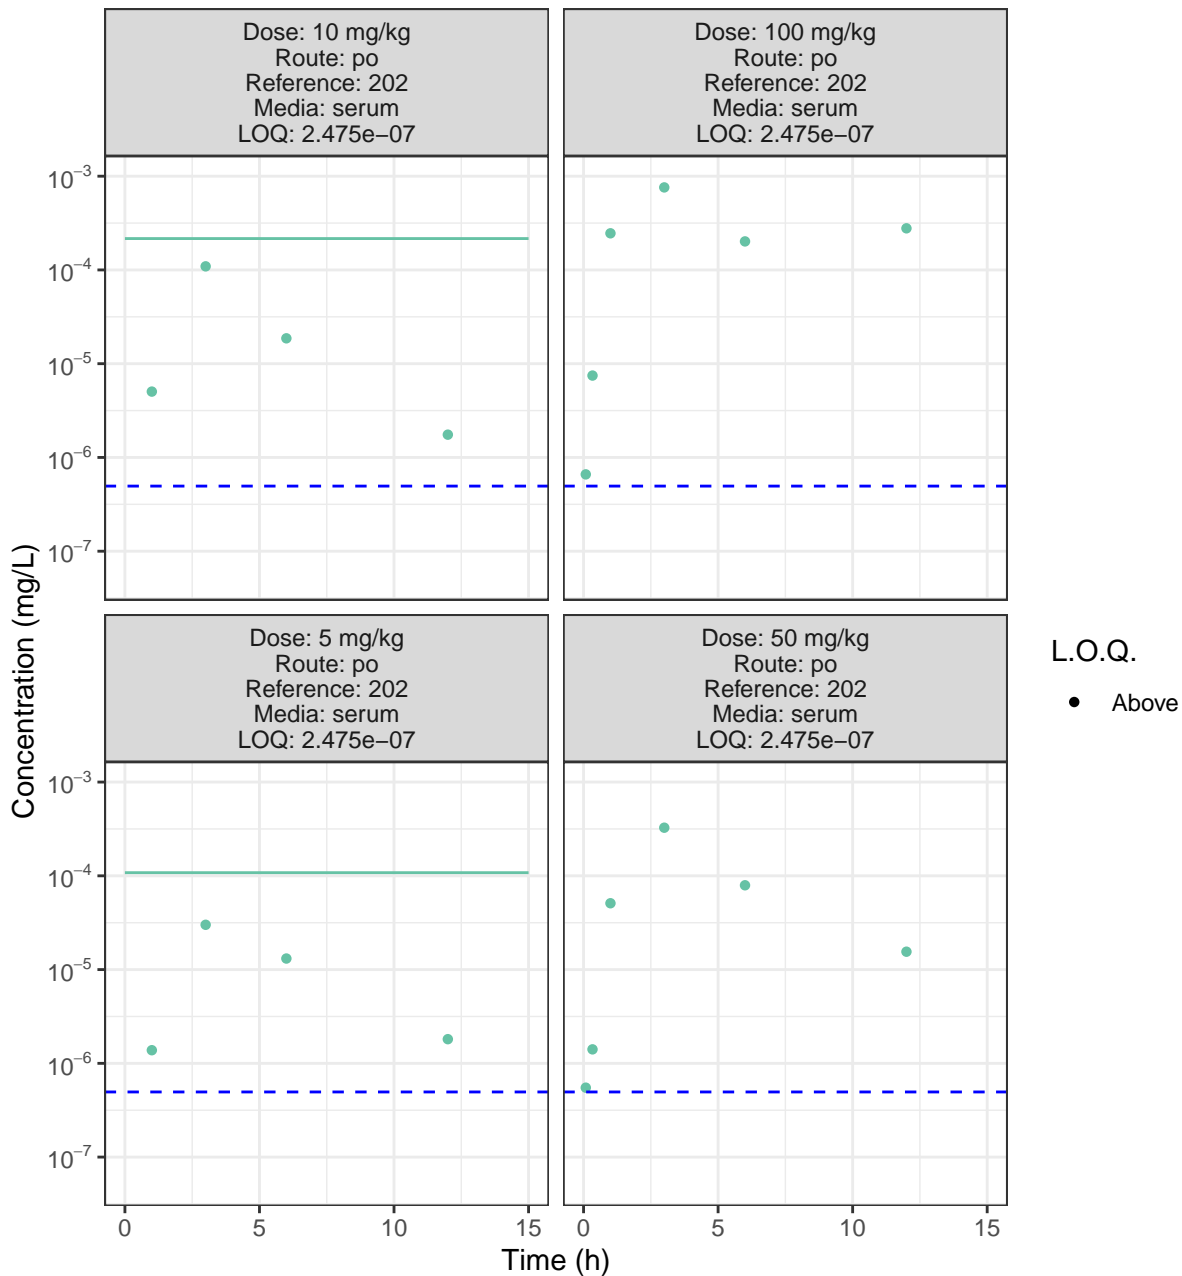 Dose: 10 mg/kg
Route: po
Reference: 202
Media: serum
LOQ: 2.475e−07
Dose: 100 mg/kg
Route: po
Reference: 202
Media: serum
LOQ: 2.475e−07
10⁻³
10⁻⁴
10⁻⁵
10⁻⁶
10⁻⁷
Dose: 5 mg/kg
Route: po
Reference: 202
Media: serum
LOQ: 2.475e−07
Dose: 50 mg/kg
Route: po
Reference: 202
Media: serum
LOQ: 2.475e−07
10⁻³
10⁻⁴
10⁻⁵
10⁻⁶
10⁻⁷
0 5 10 15
0 5 10 15
Time (h)
Concentration (mg/L)
L.O.Q.
Above